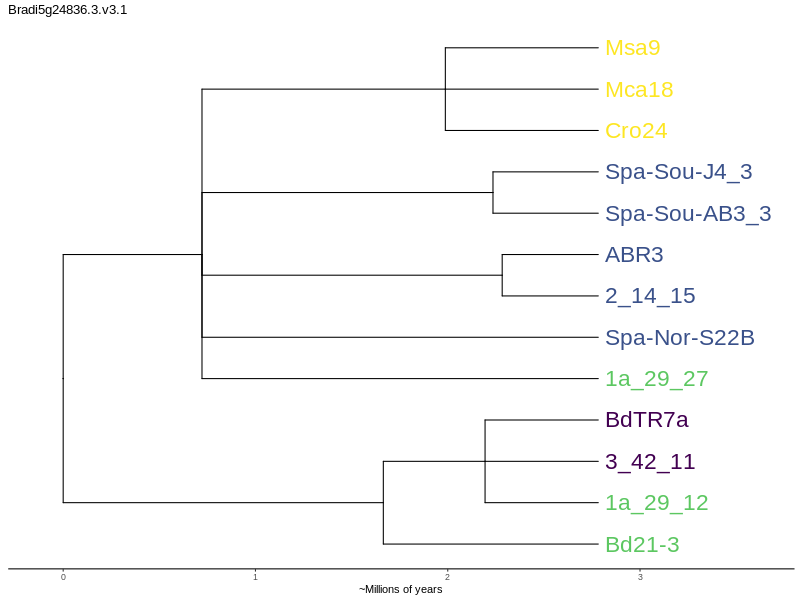 Bradi5g24836.3.v3.1
Msa9
Mca18
Cro24
Spa-Sou-J4_3
Spa-Sou-AB3_3
ABR3
2_14_15
Spa-Nor-S22B
1a_29_27
BdTR7a
3_42_11
1a_29_12
Bd21-3
0 1 2 3
~Millions of years